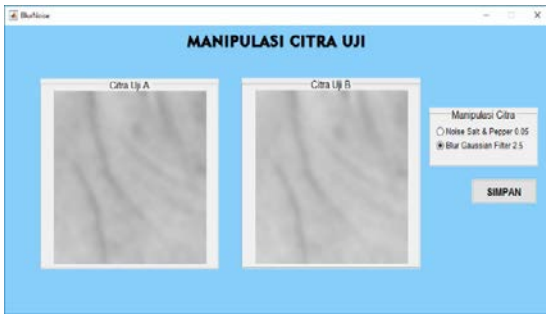 BlurNoise
MANIPULASI CITRA UJI
Citra Uji A
Citra Uji B
Manipulasi Citra
Noise Salt & Pepper 0.05
Blur Gaussian Filter 2.5
SIMPAN